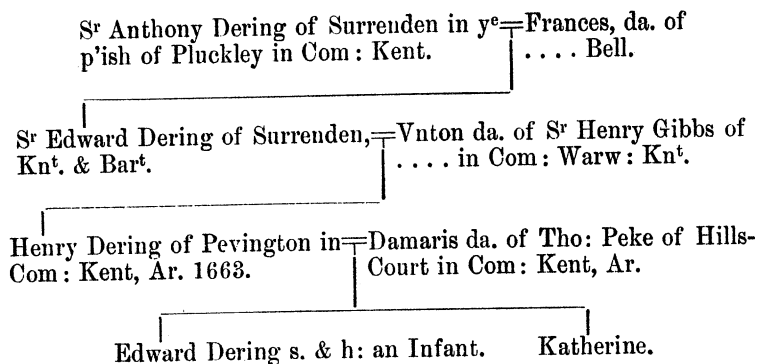 Sʳ Anthony Dering of Surrenden in yᵉ=Frances, da. of
p'ish of Pluckley in Com: Kent. .... Bell.
Sʳ Edward Dering of Surrenden,=Vnton da. of Sʳ Henry Gibbs of
Knᵗ. & Barᵗ. .... in Com: Warw: Knᵗ.
Henry Dering of Pevington in=Damaris da. of Tho: Peke of Hills-
Com: Kent, Ar. 1663. Court in Com: Kent, Ar.
Edward Dering s. & h: an Infant. Katherine.